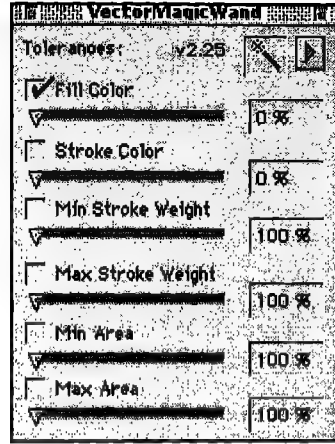 VectorMagicWand
Tolerances: v2.25
Fill Color
0 %
Stroke Color
0 %
Min Stroke Weight
100 %
Max Stroke Weight
100 %
Min Area
100 %
Max Area
100 %